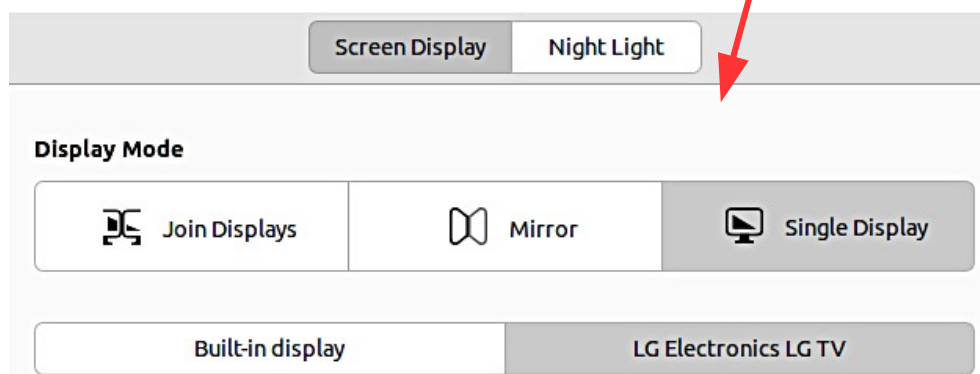 Screen Display Night Light
Display Mode
Join Displays Mirror Single Display
Built-in display LG Electronics LG TV